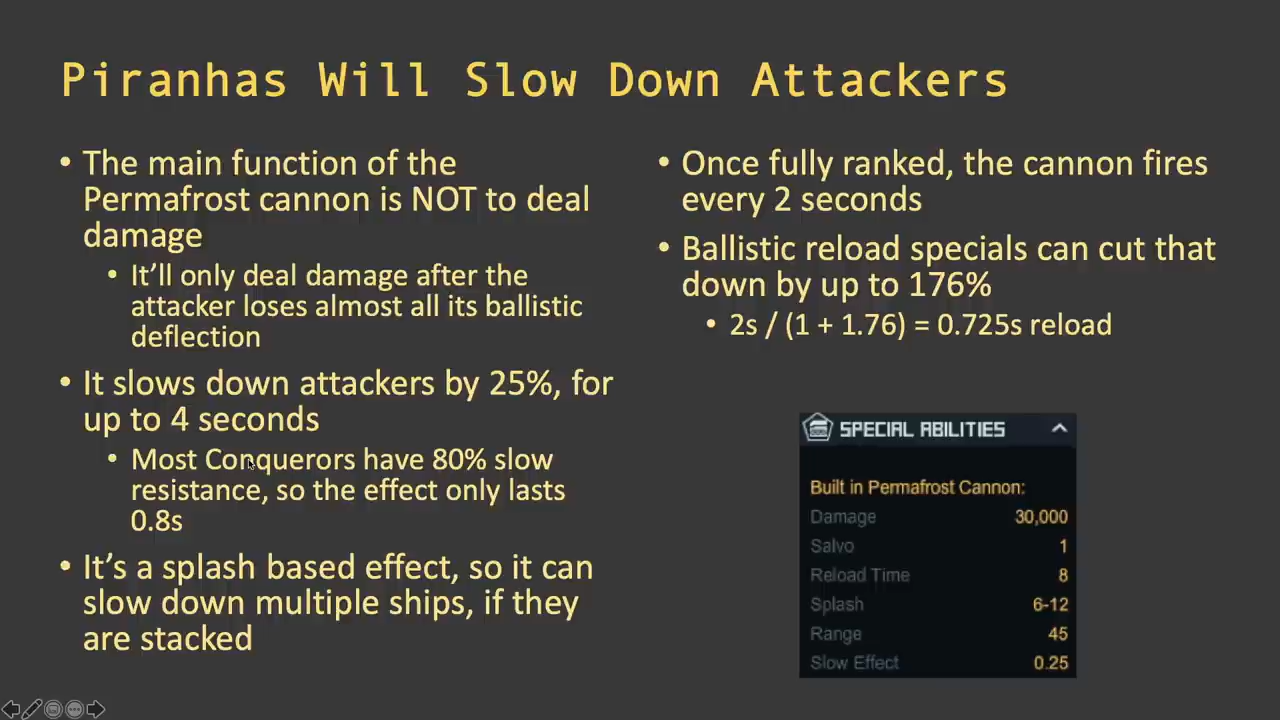 Piranhas Will Slow Down Attackers
• The main function of the
Permafrost cannon is NOT to deal
damage
• It’ll only deal damage after the
attacker loses almost all its ballistic
deflection
• It slows down attackers by 25%, for
up to 4 seconds
• Most Conquerors have 80% slow
resistance, so the effect only lasts
0.8s
• It’s a splash based effect, so it can
slow down multiple ships, if they
are stacked
• Once fully ranked, the cannon fires
every 2 seconds
• Ballistic reload specials can cut that
down by up to 176%
• 2s / (1 + 1.76) = 0.725s reload
SPECIAL ABILITIES
Built in Permafrost Cannon:
Damage 30,000
Salvo 1
Reload Time 8
Splash 6-12
Range 45
Slow Effect 0.25